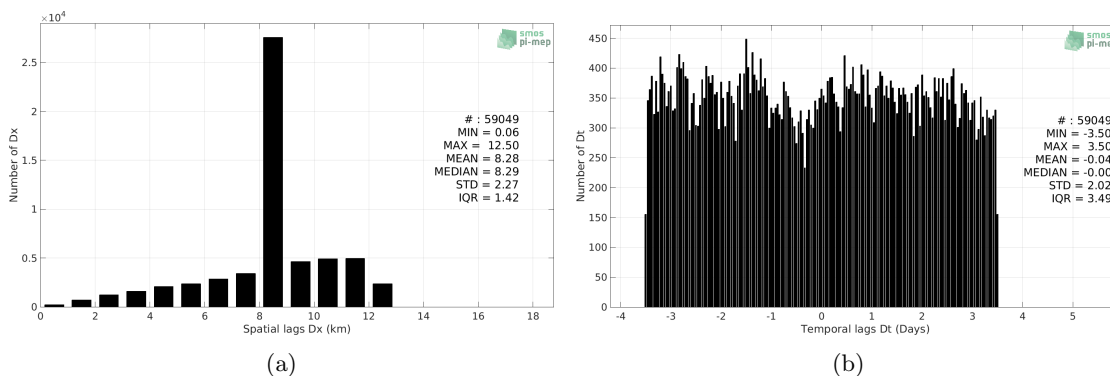 ×10⁴
2.5
2
1.5
1
0.5
0
Number of Dx
smos
pi-mep
# : 59049
MIN = 0.06
MAX = 12.50
MEAN = 8.28
MEDIAN = 8.29
STD = 2.27
IQR = 1.42
0 2 4 6 8 10 12 14 16 18
Spatial lags Dx (km)
(a)
450
400
350
300
250
200
150
100
50
0
Number of Dt
smos
pi-mep
# : 59049
MIN = -3.50
MAX = 3.50
MEAN = -0.04
MEDIAN = -0.00
STD = 2.02
IQR = 3.49
-4 -3 -2 -1 0 1 2 3 4 5
Temporal lags Dt (Days)
(b)